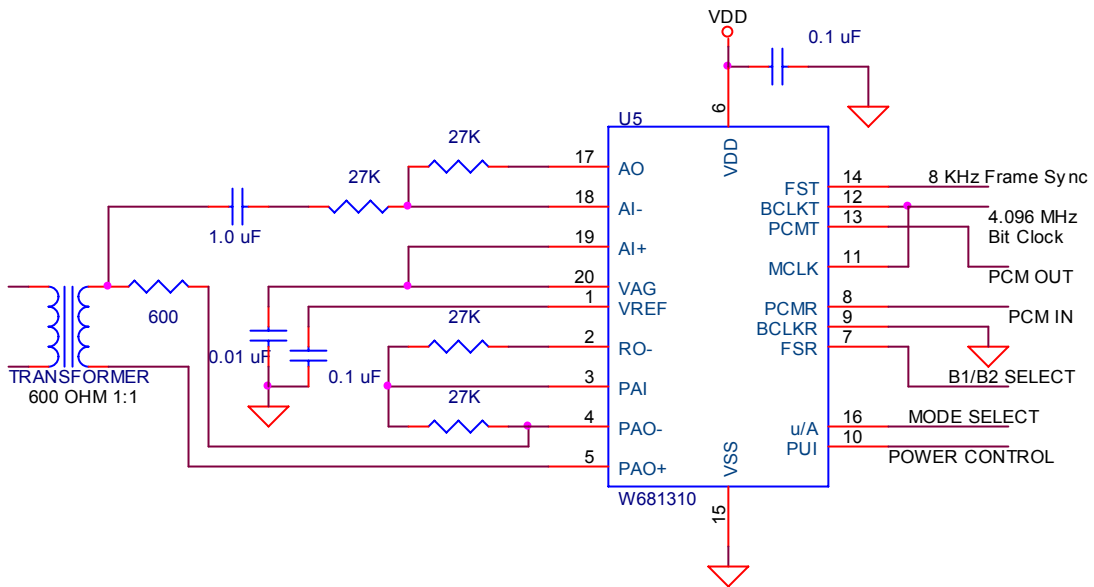 VDD
0.1 uF
6
U5
27K
17
AO
VDD
27K
18
AI-
FST
14
8 KHz Frame Sync
BCLKT
12
1.0 uF
19
AI+
PCMT
13
4.096 MHz
Bit Clock
20
VAG
MCLK
11
PCM OUT
600
1
VREF
PCMR
8
PCM IN
27K
BCLKR
9
0.01 uF
2
RO-
FSR
7
0.1 uF
3
PAI
B1/B2 SELECT
TRANSFORMER
600 OHM 1:1
27K
4
PAO-
u/A
16
MODE SELECT
PUI
10
POWER CONTROL
5
PAO+
VSS
W681310
15